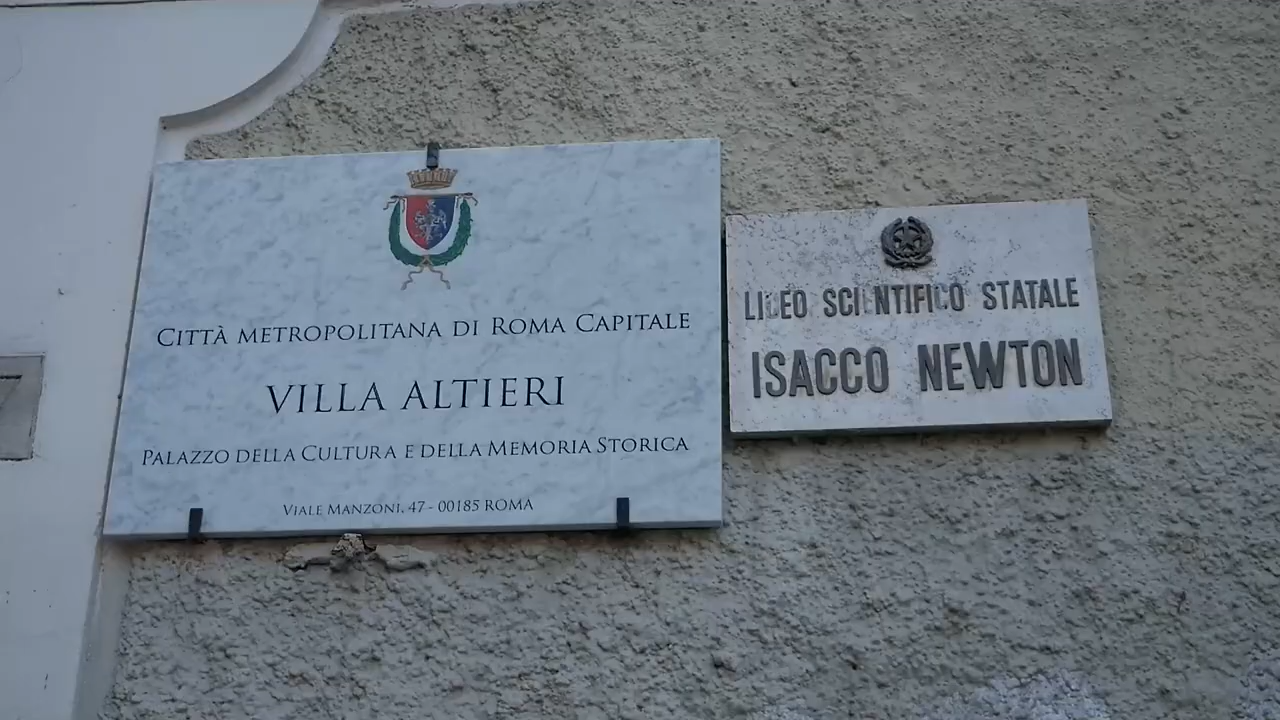 CITTÀ METROPOLITANA DI ROMA CAPITALE
VILLA ALTIERI
PALAZZO DELLA CULTURA E DELLA MEMORIA STORICA
VIALE MANZONI, 47 - 00185 ROMA
LICEO SCIENTIFICO STATALE
ISACCO NEWTON